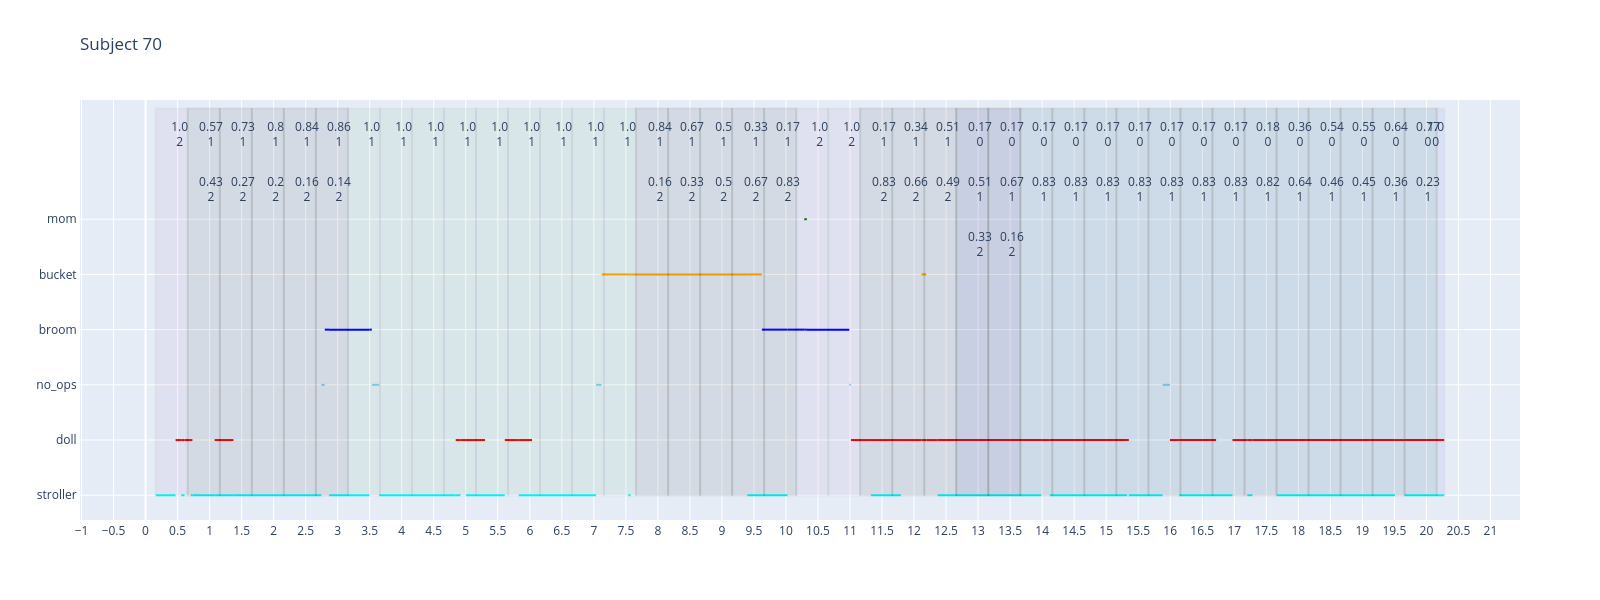 Subject 70
1.0 0.57 0.73 0.8 0.84 0.86 1.0 1.0 1.0 1.0 1.0 1.0 1.0 1.0 1.0 0.84 0.67 0.5 0.33 0.17 1.0 1.0 0.17 0.34 0.51 0.17 0.17 0.17 0.17 0.17 0.17 0.17 0.17 0.17 0.18 0.36 0.54 0.55 0.64
2 1 1 1 1 1 1 1 1 1 1 1 1 1 1 1 1 1 1 1 2 2 1 1 1 0 0 0 0 0 0 0 0 0 0 0 0 0 0 0 0
0.43 0.27 0.2 0.16 0.14 0.16 0.33 0.5 0.67 0.83 0.83 0.66 0.49 0.51 0.67 0.83 0.83 0.83 0.83 0.83 0.83 0.83 0.82 0.64 0.46 0.45 0.36 0.23
2 2 2 2 2 2 2 2 2 2 2 2 2 1 1 1 1 1 1 1 1 1 1 1 1 1 1 1
mom
0.33 0.16
2 2
bucket
broom
no_ops
doll
stroller
−1 −0.5 0 0.5 1 1.5 2 2.5 3 3.5 4 4.5 5 5.5 6 6.5 7 7.5 8 8.5 9 9.5 10 10.5 11 11.5 12 12.5 13 13.5 14 14.5 15 15.5 16 16.5 17 17.5 18 18.5 19 19.5 20 20.5 21